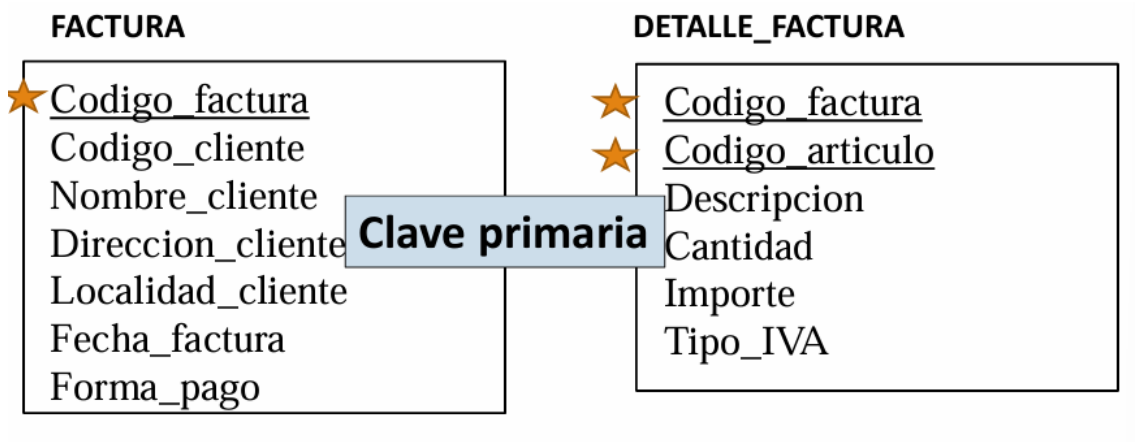 FACTURA
Codigo_factura
Codigo_cliente
Nombre_cliente
Direccion_cliente
Localidad_cliente
Fecha_factura
Forma_pago
Clave primaria
DETALLE_FACTURA
Codigo_factura
Codigo_articulo
Descripcion
Cantidad
Importe
Tipo_IVA